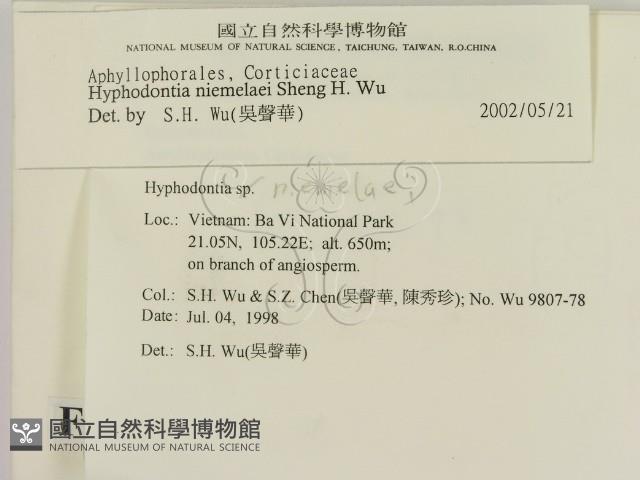 國立自然科學博物館
NATIONAL MUSEUM OF NATURAL SCIENCE, TAICHUNG, TAIWAN, R.O.CHINA
Aphyllophorales, Corticiaceae
Hyphodontia niemelaei Sheng H. Wu
Det. by S.H. Wu(吳聲華) 2002/05/21
Hyphodontia sp. (niemelaei)
Loc.: Vietnam: Ba Vi National Park
21.05N, 105.22E; alt. 650m;
on branch of angiosperm.
Col.: S.H. Wu & S.Z. Chen(吳聲華, 陳秀珍); No. Wu 9807-78
Date: Jul. 04, 1998
Det.: S.H. Wu(吳聲華)
F
國立自然科學博物館
NATIONAL MUSEUM OF NATURAL SCIENCE